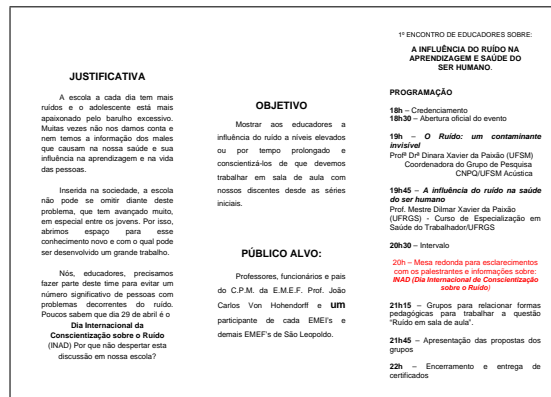 JUSTIFICATIVA
A escola a cada dia tem mais
ruídos e o adolescente está mais
apaixonado pelo barulho excessivo.
Muitas vezes não nos damos conta e
nem temos a informação dos males
que causam na nossa saúde e sua
influência na aprendizagem e na vida
das pessoas.
Inserida na sociedade, a escola
não pode se omitir diante deste
problema, que tem avançado muito,
em especial entre os jovens. Por isso,
abrimos espaço para esse
conhecimento novo e com o qual pode
ser desenvolvido um grande trabalho.
Nós, educadores, precisamos
fazer parte deste time para evitar um
número significativo de pessoas com
problemas decorrentes do ruído.
Poucos sabem que dia 29 de abril é o
Dia Internacional da
Conscientização sobre o Ruído
(INAD) Por que não despertar esta
discussão em nossa escola?
OBJETIVO
Mostrar aos educadores a
influência do ruído a níveis elevados
ou por tempo prolongado e
conscientizá-los de que devemos
trabalhar em sala de aula com
nossos discentes desde as séries
iniciais.
PÚBLICO ALVO:
Professores, funcionários e pais
do C.P.M. da E.M.E.F. Prof. João
Carlos Von Hohendorff e um
participante de cada EMEI's e
demais EMEF's de São Leopoldo.
1º ENCONTRO DE EDUCADORES SOBRE:
A INFLUÊNCIA DO RUÍDO NA
APRENDIZAGEM E SAÚDE DO
SER HUMANO.
PROGRAMAÇÃO
18h – Credenciamento
18h30 – Abertura oficial do evento
19h – O Ruído: um contaminante
invisível
Profª Drª Dinara Xavier da Paixão (UFSM)
Coordenadora do Grupo de Pesquisa
CNPQ/UFSM Acústica
19h45 – A influência do ruído na saúde
do ser humano
Prof. Mestre Dilmar Xavier da Paixão
(UFRGS) - Curso de Especialização em
Saúde do Trabalhador/UFRGS
20h30 – Intervalo
20h – Mesa redonda para esclarecimentos
com os palestrantes e informações sobre:
INAD (Dia Internacional de Conscientização
sobre o Ruído)
21h15 – Grupos para relacionar formas
pedagógicas para trabalhar a questão
"Ruído em sala de aula".
21h45 – Apresentação das propostas dos
grupos
22h – Encerramento e entrega de
certificados